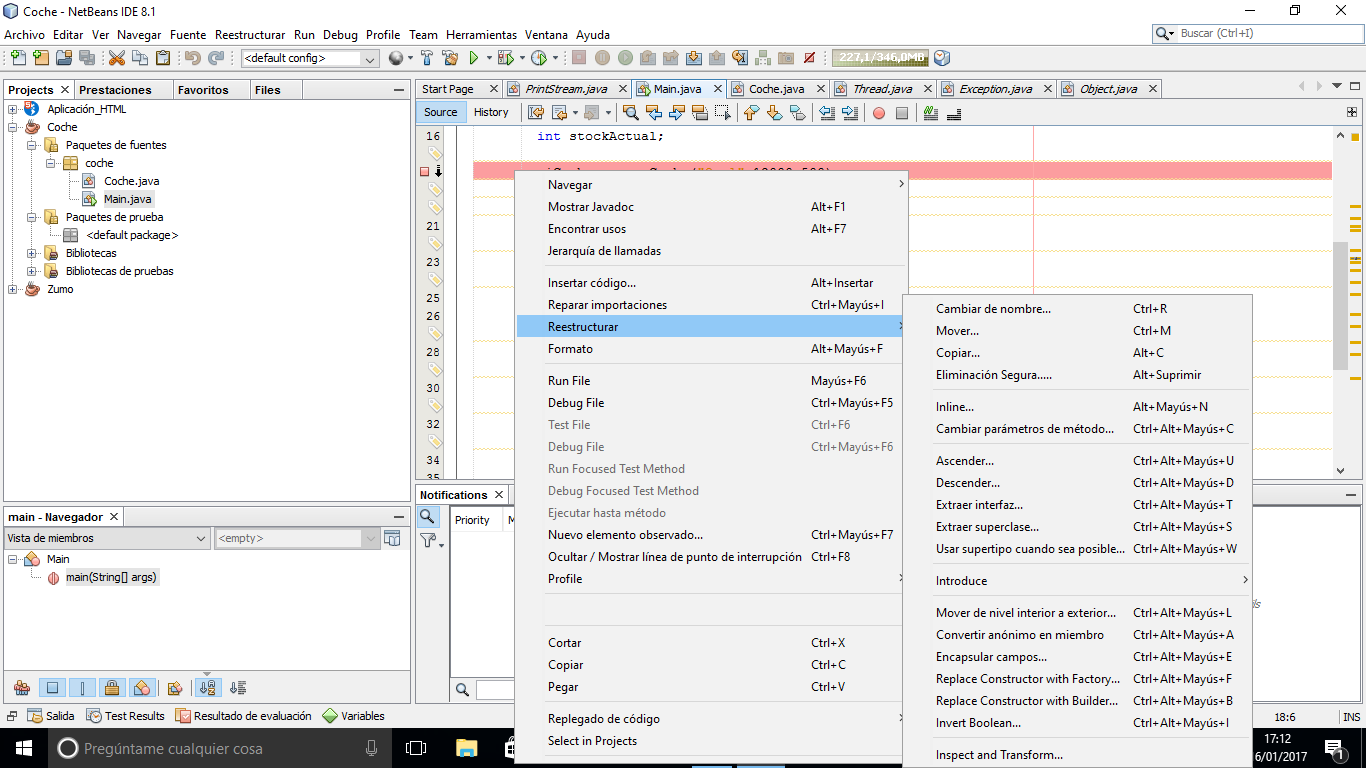 Coche - NetBeans IDE 8.1
Archivo Editar Ver Navegar Fuente Reestructurar Run Debug Profile Team Herramientas Ventana Ayuda
Buscar (Ctrl+I)
<default config>
227,1/346,0MB
Projects Prestaciones Favoritos Files
Aplicación_HTML
Coche
Paquetes de fuentes
coche
Coche.java
Main.java
Paquetes de prueba
<default package>
Bibliotecas
Bibliotecas de pruebas
Zumo
Start Page PrintStream.java Main.java Coche.java Thread.java Exception.java Object.java
Source History
16 int stockActual;
21
23
25
26
28
30
32
34
35
Navegar
Mostrar Javadoc Alt+F1
Encontrar usos Alt+F7
Jerarquía de llamadas
Insertar código... Alt+Insertar
Reparar importaciones Ctrl+Mayús+I
Reestructurar
Formato Alt+Mayús+F
Run File Mayús+F6
Debug File Ctrl+Mayús+F5
Test File Ctrl+F6
Debug File Ctrl+Mayús+F6
Run Focused Test Method
Debug Focused Test Method
Ejecutar hasta método
Nuevo elemento observado... Ctrl+Mayús+F7
Ocultar / Mostrar línea de punto de interrupción Ctrl+F8
Profile
Cortar Ctrl+X
Copiar Ctrl+C
Pegar Ctrl+V
Replegado de código
Select in Projects
Cambiar de nombre... Ctrl+R
Mover... Ctrl+M
Copiar... Alt+C
Eliminación Segura..... Alt+Suprimir
Inline... Alt+Mayús+N
Cambiar parámetros de método... Ctrl+Alt+Mayús+C
Ascender... Ctrl+Alt+Mayús+U
Descender... Ctrl+Alt+Mayús+D
Extraer interfaz... Ctrl+Alt+Mayús+T
Extraer superclase... Ctrl+Alt+Mayús+S
Usar supertipo cuando sea posible... Ctrl+Alt+Mayús+W
Introduce
Mover de nivel interior a exterior... Ctrl+Alt+Mayús+L
Convertir anónimo en miembro Ctrl+Alt+Mayús+A
Encapsular campos... Ctrl+Alt+Mayús+E
Replace Constructor with Factory... Ctrl+Alt+Mayús+F
Replace Constructor with Builder... Ctrl+Alt+Mayús+B
Invert Boolean... Ctrl+Alt+Mayús+I
Inspect and Transform...
Notifications
Priority
main - Navegador
Vista de miembros <empty>
Main
main(String[] args)
Salida Test Results Resultado de evaluación Variables
18:6 INS
Pregúntame cualquier cosa
17:12
6/01/2017
1